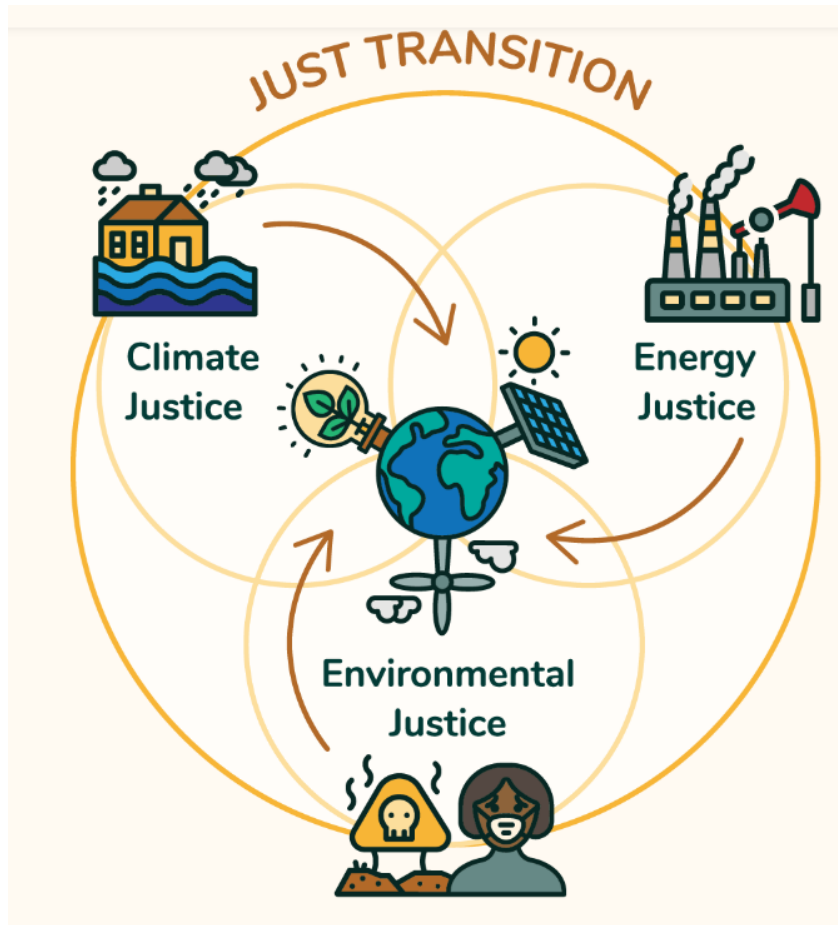 JUST TRANSITION
Climate
Justice
Energy
Justice
Environmental
Justice